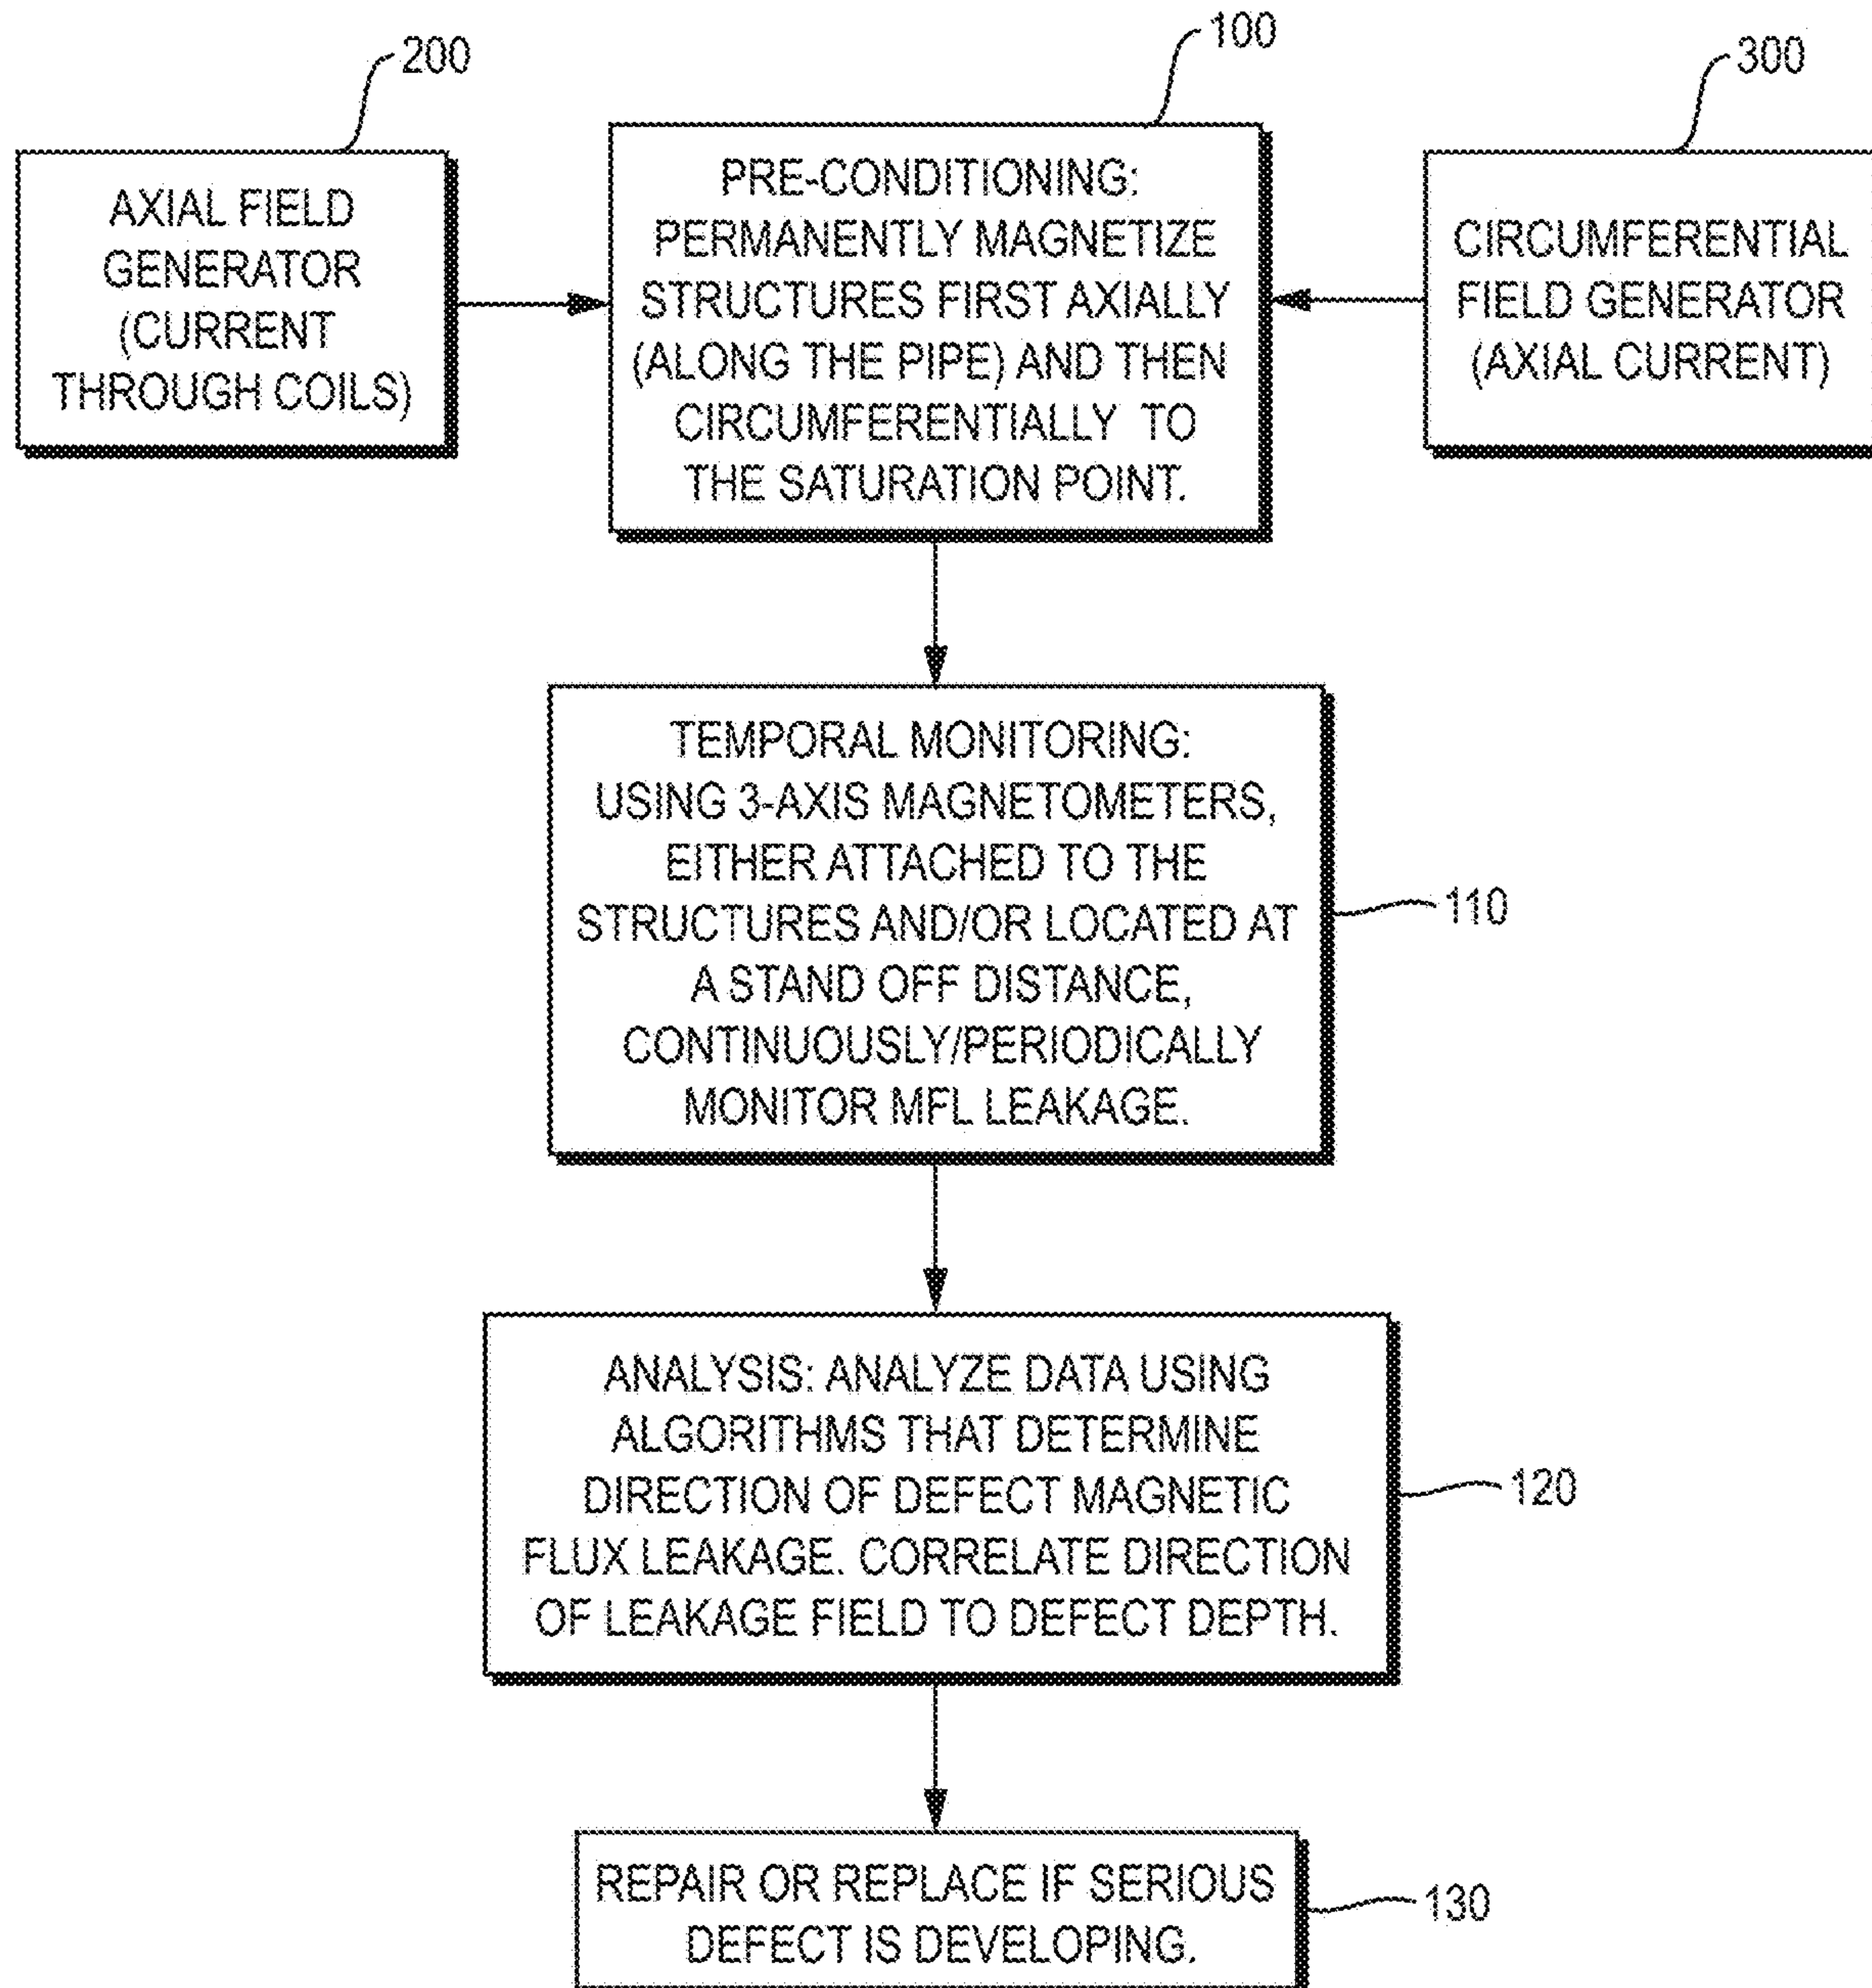 200
100
300
AXIAL FIELD
GENERATOR
(CURRENT
THROUGH COILS)
PRE-CONDITIONING:
PERMANENTLY MAGNETIZE
STRUCTURES FIRST AXIALLY
(ALONG THE PIPE) AND THEN
CIRCUMFERENTIALLY TO
THE SATURATION POINT.
CIRCUMFERENTIAL
FIELD GENERATOR
(AXIAL CURRENT)
TEMPORAL MONITORING:
USING 3-AXIS MAGNETOMETERS,
EITHER ATTACHED TO THE
STRUCTURES AND/OR LOCATED AT
A STAND OFF DISTANCE,
CONTINUOUSLY/PERIODICALLY
MONITOR MFL LEAKAGE.
110
ANALYSIS: ANALYZE DATA USING
ALGORITHMS THAT DETERMINE
DIRECTION OF DEFECT MAGNETIC
FLUX LEAKAGE. CORRELATE DIRECTION
OF LEAKAGE FIELD TO DEFECT DEPTH.
120
REPAIR OR REPLACE IF SERIOUS
DEFECT IS DEVELOPING.
130